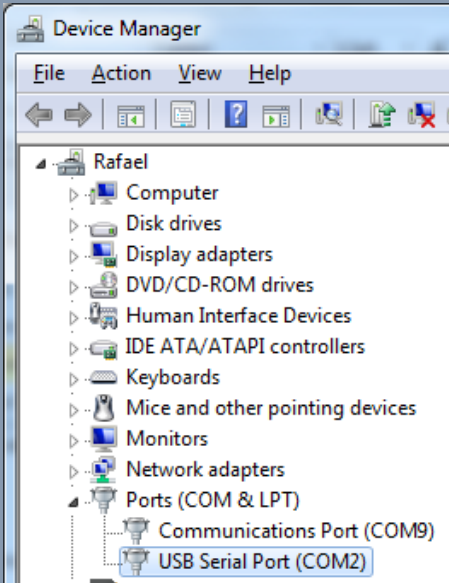 Device Manager
File Action View Help
Rafael
Computer
Disk drives
Display adapters
DVD/CD-ROM drives
Human Interface Devices
IDE ATA/ATAPI controllers
Keyboards
Mice and other pointing devices
Monitors
Network adapters
Ports (COM & LPT)
Communications Port (COM9)
USB Serial Port (COM2)